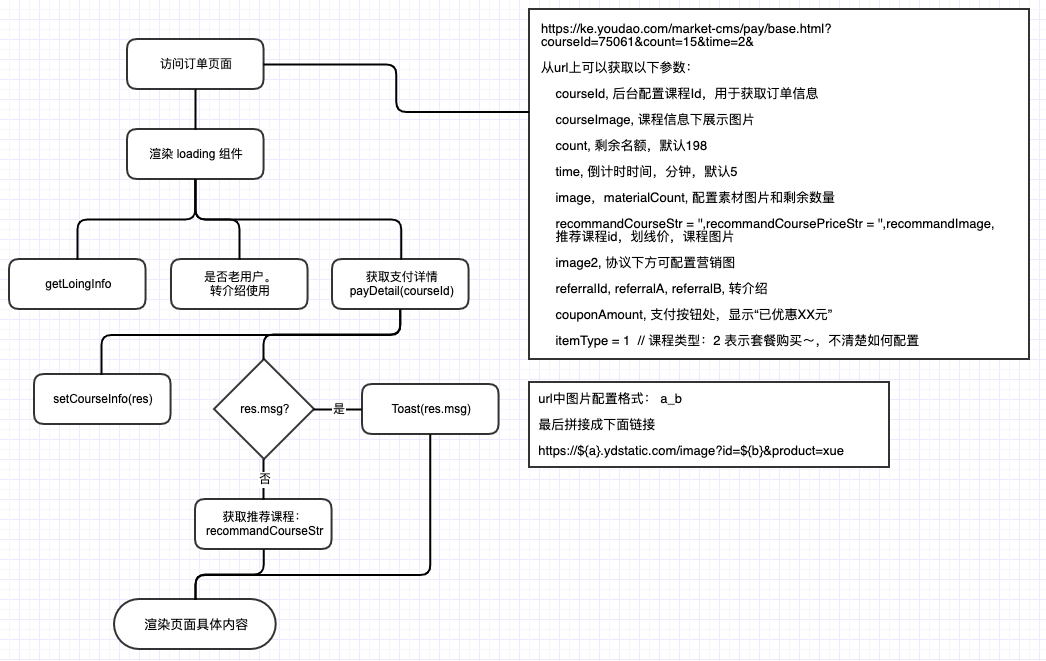 访问订单页面
渲染 loading 组件
getLoingInfo
是否老用户。
转介绍使用
获取支付详情
payDetail(courseId)
setCourseInfo(res)
res.msg?
是
Toast(res.msg)
否
获取推荐课程：
recommandCourseStr
渲染页面具体内容
https://ke.youdao.com/market-cms/pay/base.html?
courseId=75061&count=15&time=2&
从url上可以获取以下参数：
courseId, 后台配置课程Id，用于获取订单信息
courseImage, 课程信息下展示图片
count, 剩余名额，默认198
time, 倒计时时间，分钟，默认5
image，materialCount, 配置素材图片和剩余数量
recommandCourseStr = '',recommandCoursePriceStr = '',recommandImage,
推荐课程id，划线价，课程图片
image2, 协议下方可配置营销图
referralId, referralA, referralB, 转介绍
couponAmount, 支付按钮处，显示“已优惠XX元”
itemType = 1  // 课程类型：2 表示套餐购买～，不清楚如何配置
url中图片配置格式： a_b
最后拼接成下面链接
https://${a}.ydstatic.com/image?id=${b}&product=xue